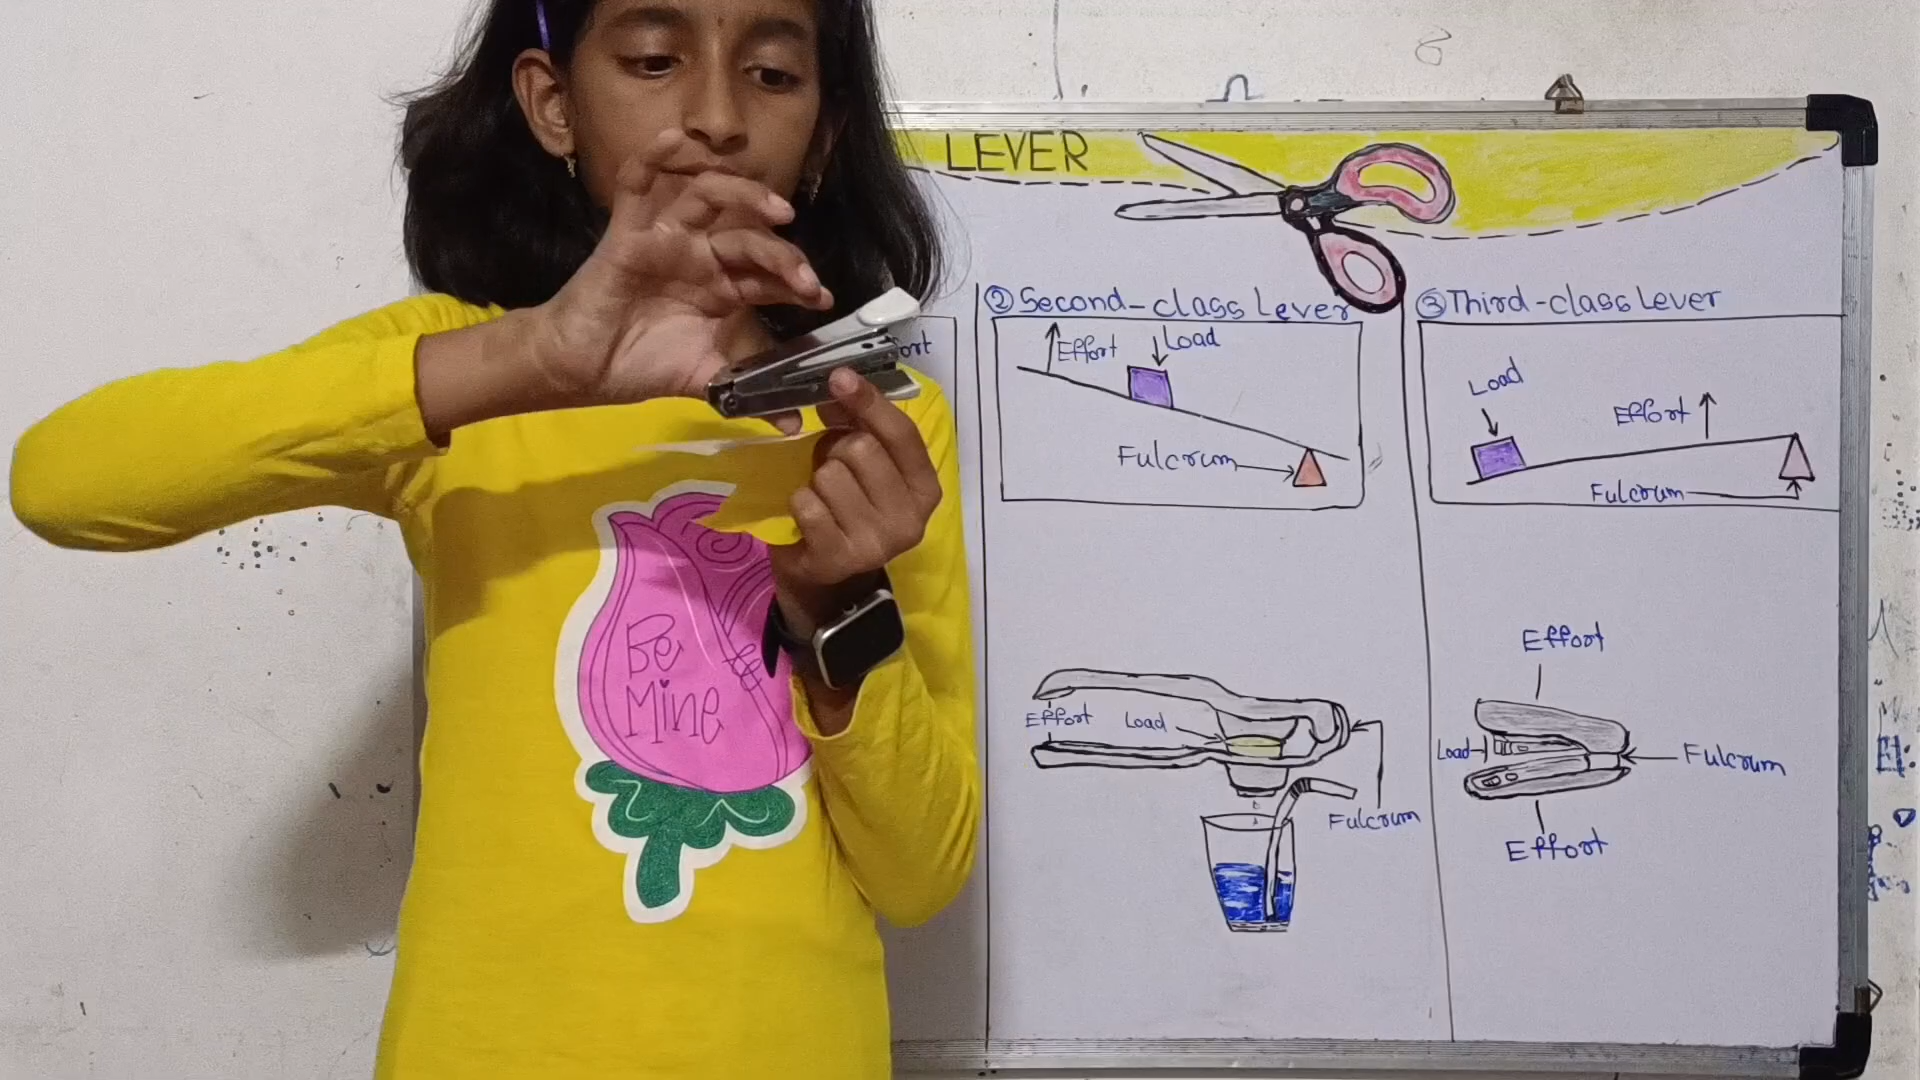 LEVER
② Second-class Lever
③ Third-class Lever
Effort
Load
Fulcrum
Load
Effort
Fulcrum
ort
Be
Mine
Effort
Load
Fulcrum
Effort
Load
Fulcrum
Effort